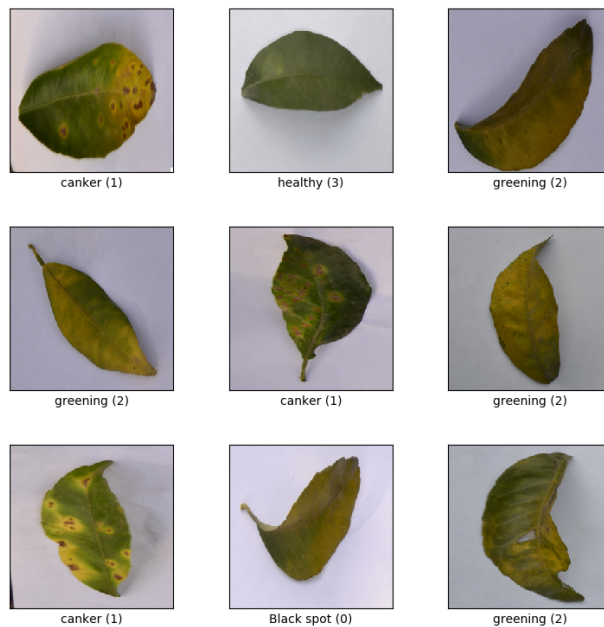 canker (1)
healthy (3)
greening (2)
greening (2)
canker (1)
greening (2)
canker (1)
Black spot (0)
greening (2)